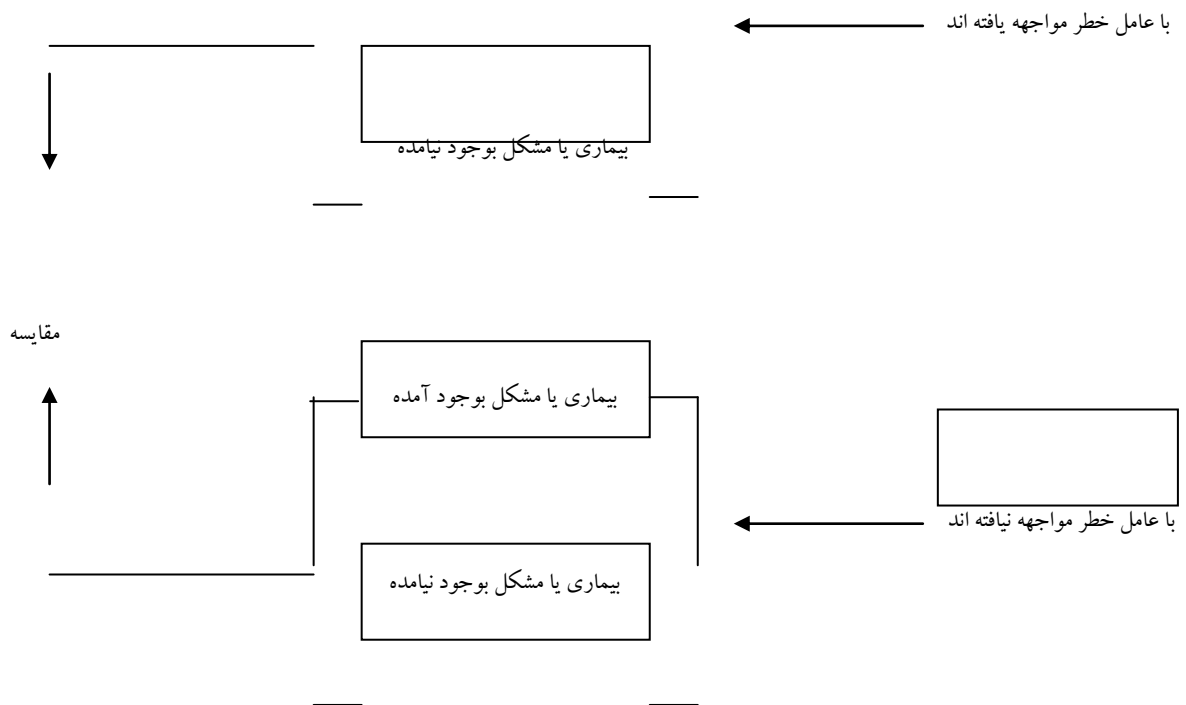 با عامل خطر مواجهه یافته اند
بیماری یا مشکل بوجود نیامده
مقایسه
بیماری یا مشکل بوجود آمده
با عامل خطر مواجهه نیافته اند
بیماری یا مشکل بوجود نیامده